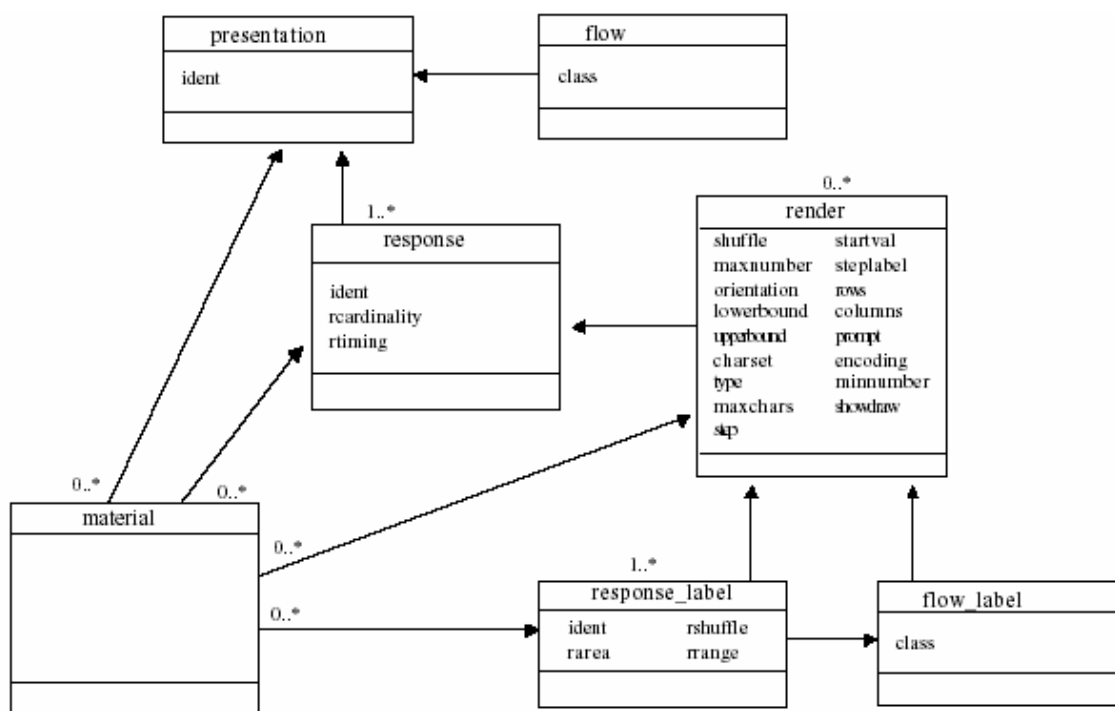 presentation
ident
flow
class
1..*
response
ident
rcardinality
rtiming
0..*
render
shuffle startval
maxnumber steplabel
orientation rows
lowerbound columns
upperbound prompt
charset encoding
type minnumber
maxchars showdraw
step
0..*
0..*
material
0..*
0..*
1..*
response_label
ident rshuffle
rarea rrange
flow_label
class